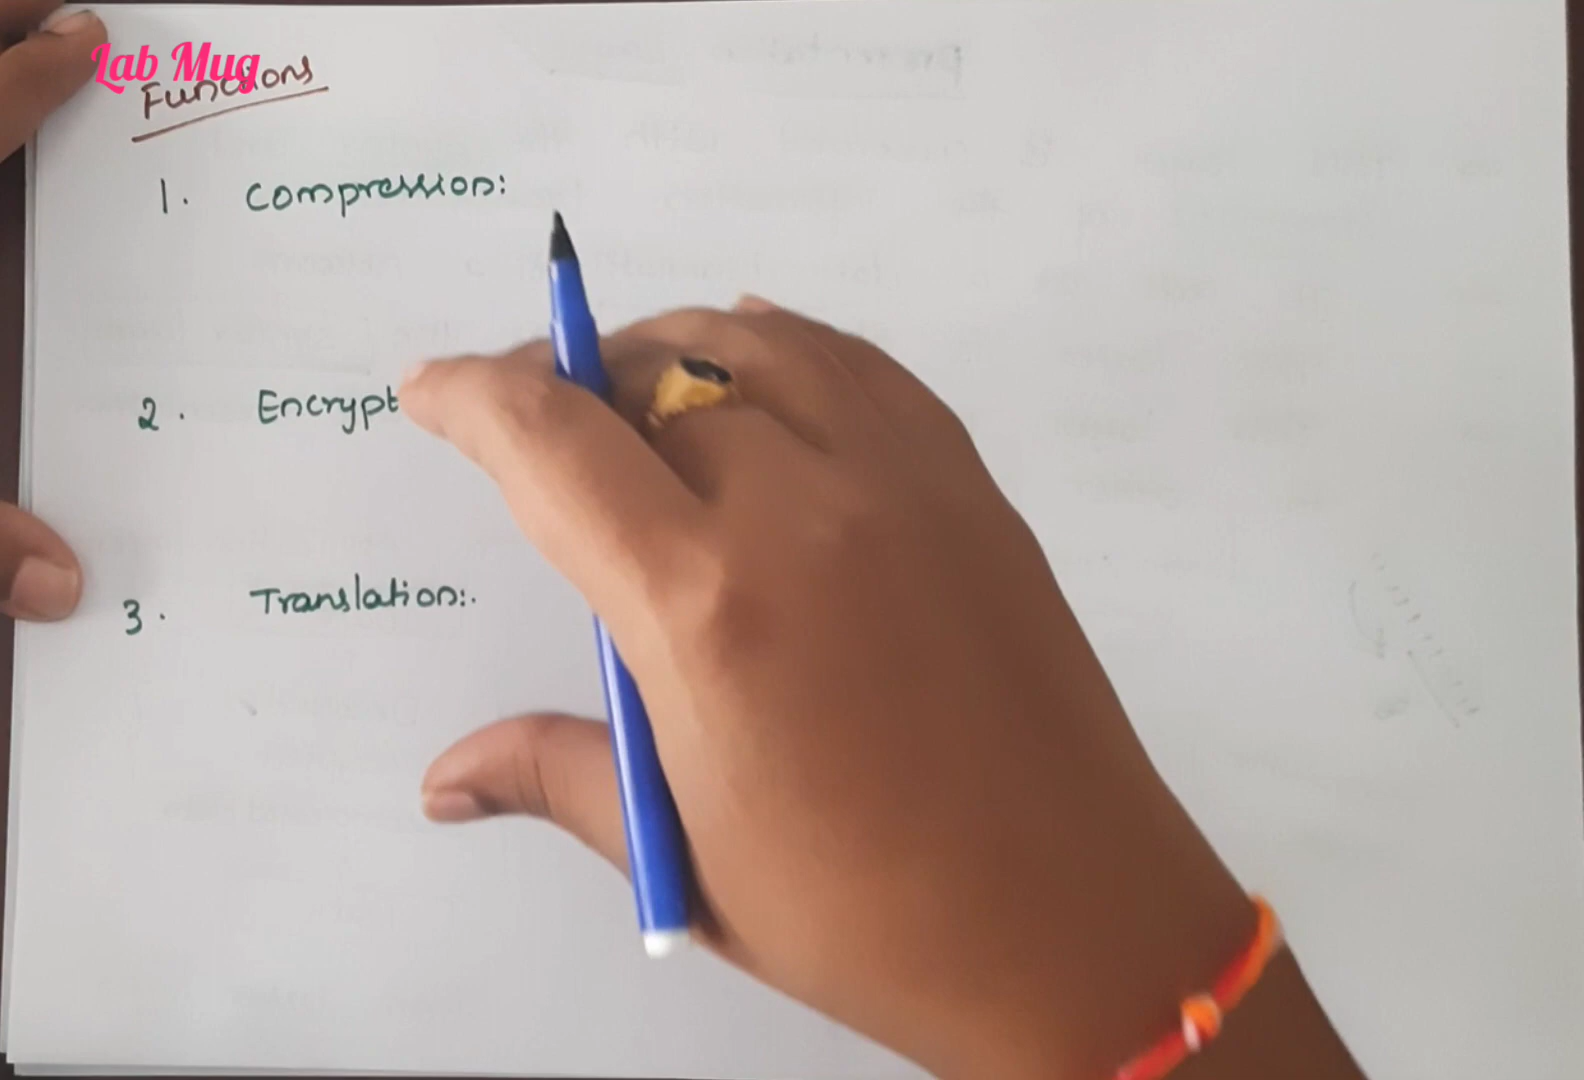 Lab Mug
Functions
1. Compression:
2. Encrypt
3. Translation:.